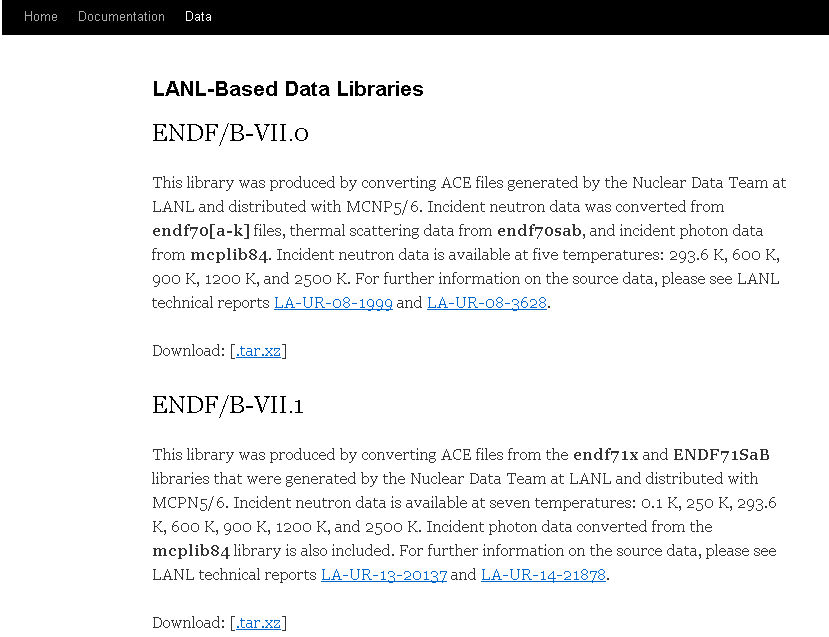 Home Documentation Data
LANL-Based Data Libraries
ENDF/B-VII.0
This library was produced by converting ACE files generated by the Nuclear Data Team at
LANL and distributed with MCNP5/6. Incident neutron data was converted from
endf70[a-k] files, thermal scattering data from endf70sab, and incident photon data
from mcplib84. Incident neutron data is available at five temperatures: 293.6 K, 600 K,
900 K, 1200 K, and 2500 K. For further information on the source data, please see LANL
technical reports LA-UR-08-1999 and LA-UR-08-3628.
Download: [.tar.xz]
ENDF/B-VII.1
This library was produced by converting ACE files from the endf71x and ENDF71SaB
libraries that were generated by the Nuclear Data Team at LANL and distributed with
MCPN5/6. Incident neutron data is available at seven temperatures: 0.1 K, 250 K, 293.6
K, 600 K, 900 K, 1200 K, and 2500 K. Incident photon data converted from the
mcplib84 library is also included. For further information on the source data, please see
LANL technical reports LA-UR-13-20137 and LA-UR-14-21878.
Download: [.tar.xz]